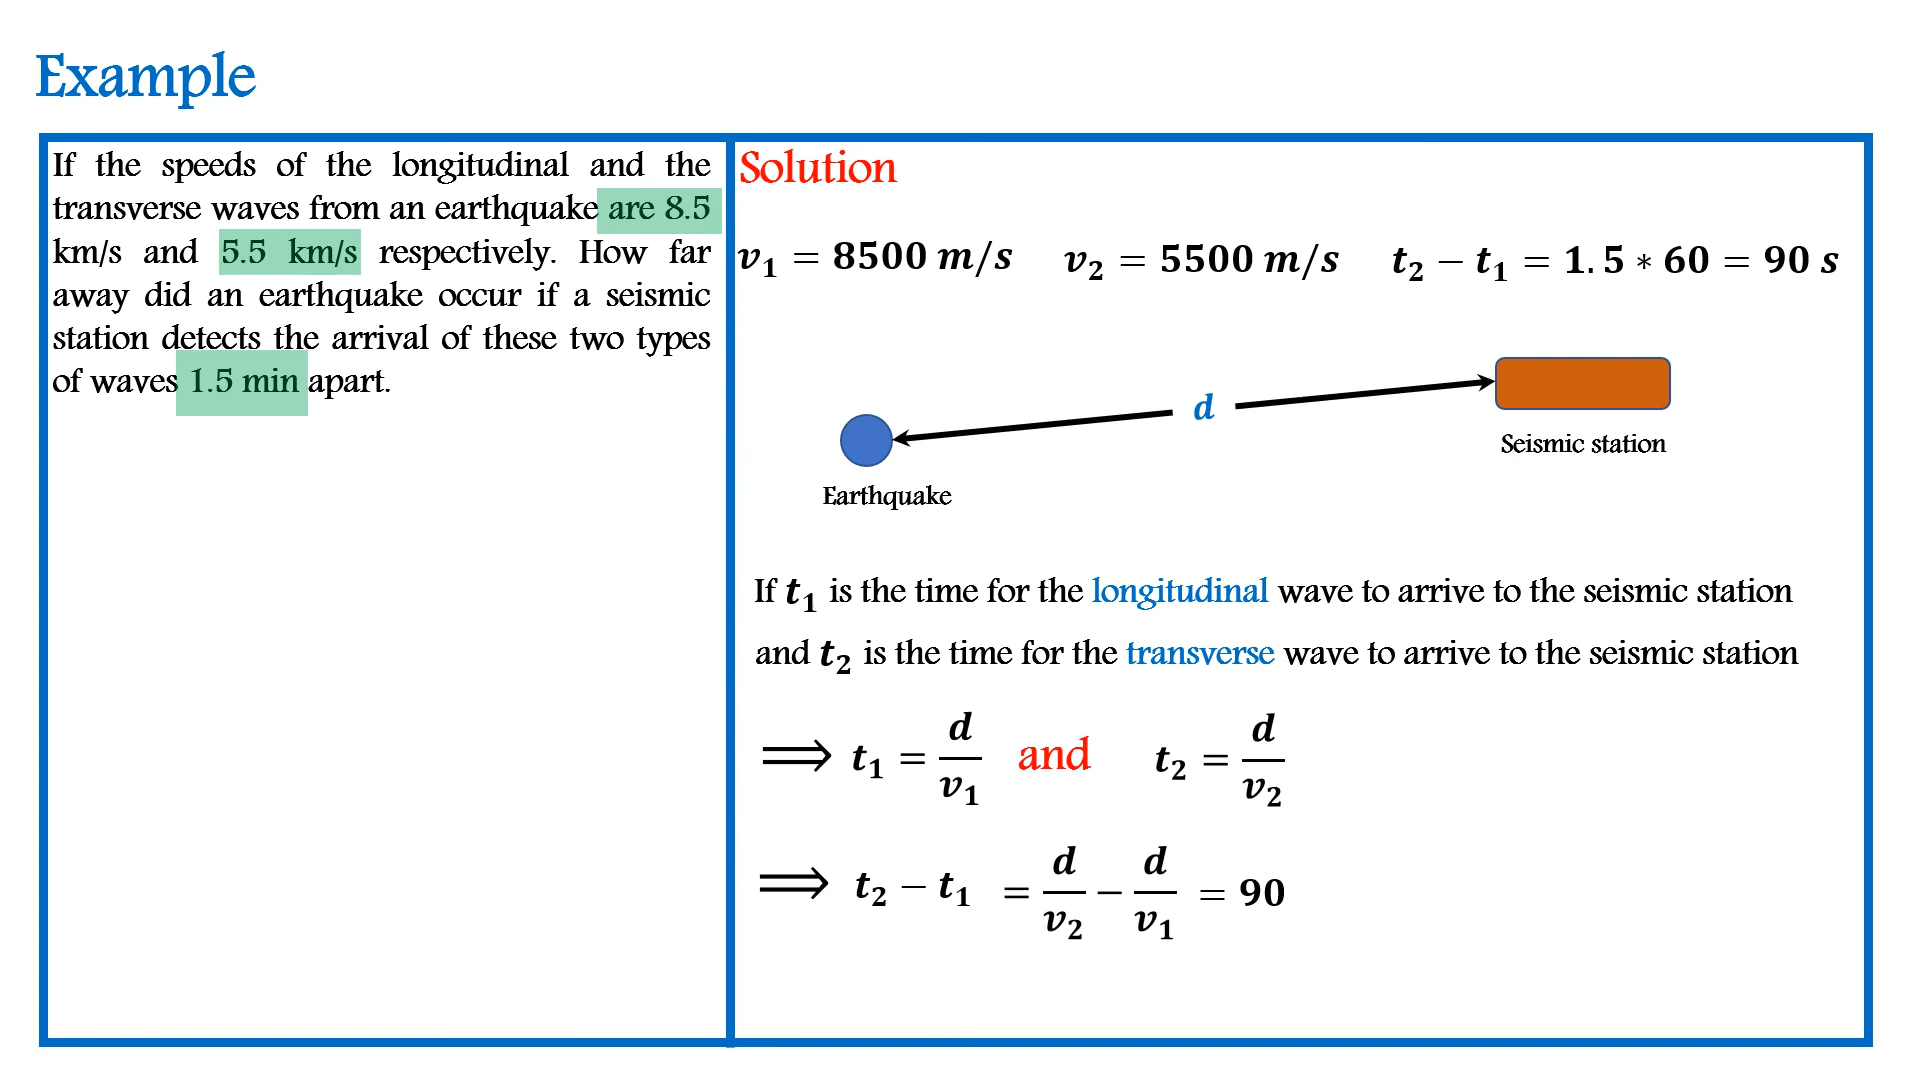 Example
If the speeds of the longitudinal and the
transverse waves from an earthquake are 8.5
km/s and 5.5 km/s respectively. How far
away did an earthquake occur if a seismic
station detects the arrival of these two types
of waves 1.5 min apart.
Solution
v₁ = 8500 m/s v₂ = 5500 m/s t₂ − t₁ = 1.5 * 60 = 90 s
d
Seismic station
Earthquake
If t₁ is the time for the longitudinal wave to arrive to the seismic station
and t₂ is the time for the transverse wave to arrive to the seismic station
⟹ t₁ = d/v₁ and t₂ = d/v₂
⟹ t₂ − t₁ = d/v₂ − d/v₁ = 90